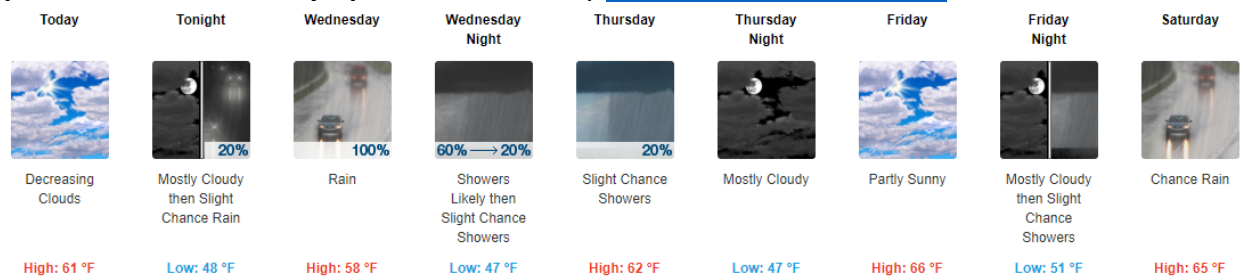 Today
Tonight
Wednesday
Wednesday
Night
Thursday
Thursday
Night
Friday
Friday
Night
Saturday
20%
100%
60% → 20%
20%
Decreasing
Clouds
Mostly Cloudy
then Slight
Chance Rain
Rain
Showers
Likely then
Slight Chance
Showers
Slight Chance
Showers
Mostly Cloudy
Partly Sunny
Mostly Cloudy
then Slight
Chance
Showers
Chance Rain
High: 61 °F
Low: 48 °F
High: 58 °F
Low: 47 °F
High: 62 °F
Low: 47 °F
High: 66 °F
Low: 51 °F
High: 65 °F